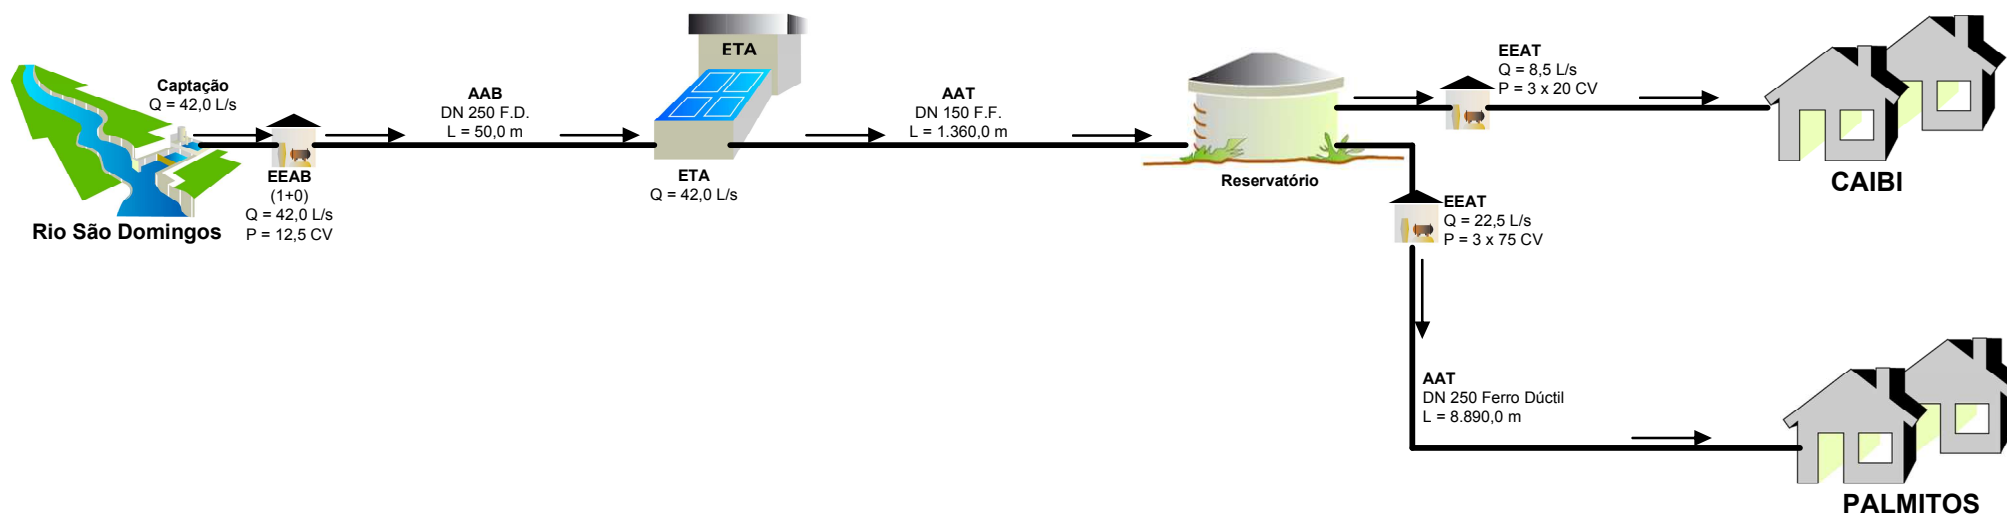 Captação
Q = 42,0 L/s
Rio São Domingos
EEAB
(1+0)
Q = 42,0 L/s
P = 12,5 CV
AAB
DN 250 F.D.
L = 50,0 m
ETA
ETA
Q = 42,0 L/s
AAT
DN 150 F.F.
L = 1.360,0 m
Reservatório
EEAT
Q = 8,5 L/s
P = 3 x 20 CV
CAIBI
EEAT
Q = 22,5 L/s
P = 3 x 75 CV
AAT
DN 250 Ferro Dúctil
L = 8.890,0 m
PALMITOS